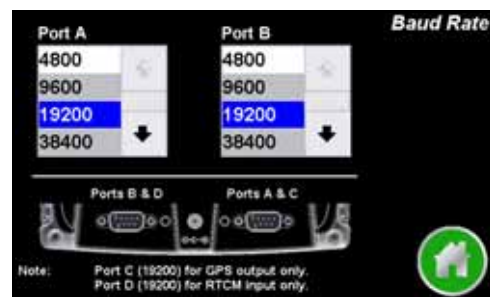 Baud Rate
Port A Port B
4800 4800
9600 9600
19200 19200
38400 38400
Ports B & D Ports A & C
Note: Port C (19200) for GPS output only.
Port D (19200) for RTCM input only.